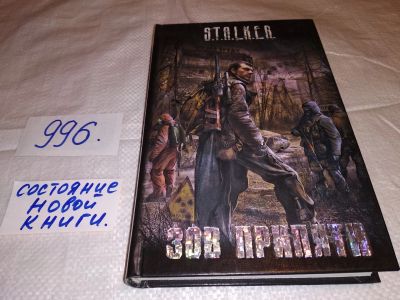 S.T.A.L.K.E.R.
996.
СОСТОЯНИЕ
НОВОЙ
КНИГИ.
ЗОВ ПРИПЯТИ